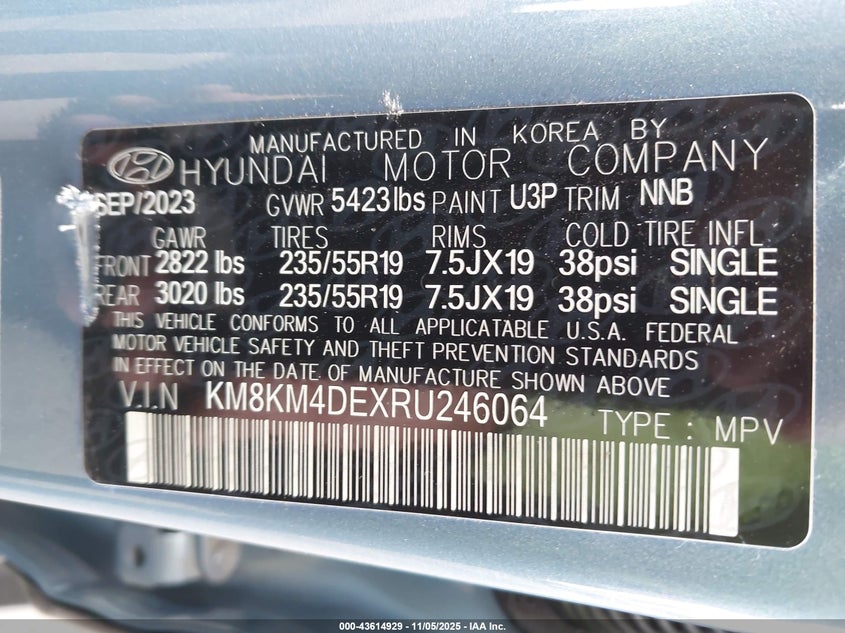 MANUFACTURED IN KOREA BY
HYUNDAI MOTOR COMPANY
SEP/2023 GVWR 5423lbs PAINT U3P TRIM NNB
GAWR TIRES RIMS COLD TIRE INFL.
FRONT 2822 lbs 235/55R19 7.5JX19 38psi SINGLE
REAR 3020 lbs 235/55R19 7.5JX19 38psi SINGLE
THIS VEHICLE CONFORMS TO ALL APPLICATABLE U.S.A. FEDERAL
MOTOR VEHICLE SAFETY AND THEFT PREVENTION STANDARDS
IN EFFECT ON THE DATE OF MANUFACTURE SHOWN ABOVE
V.I.N KM8KM4DEXRU246064 TYPE : MPV
000-43614929 - 11/05/2025 - IAA Inc.